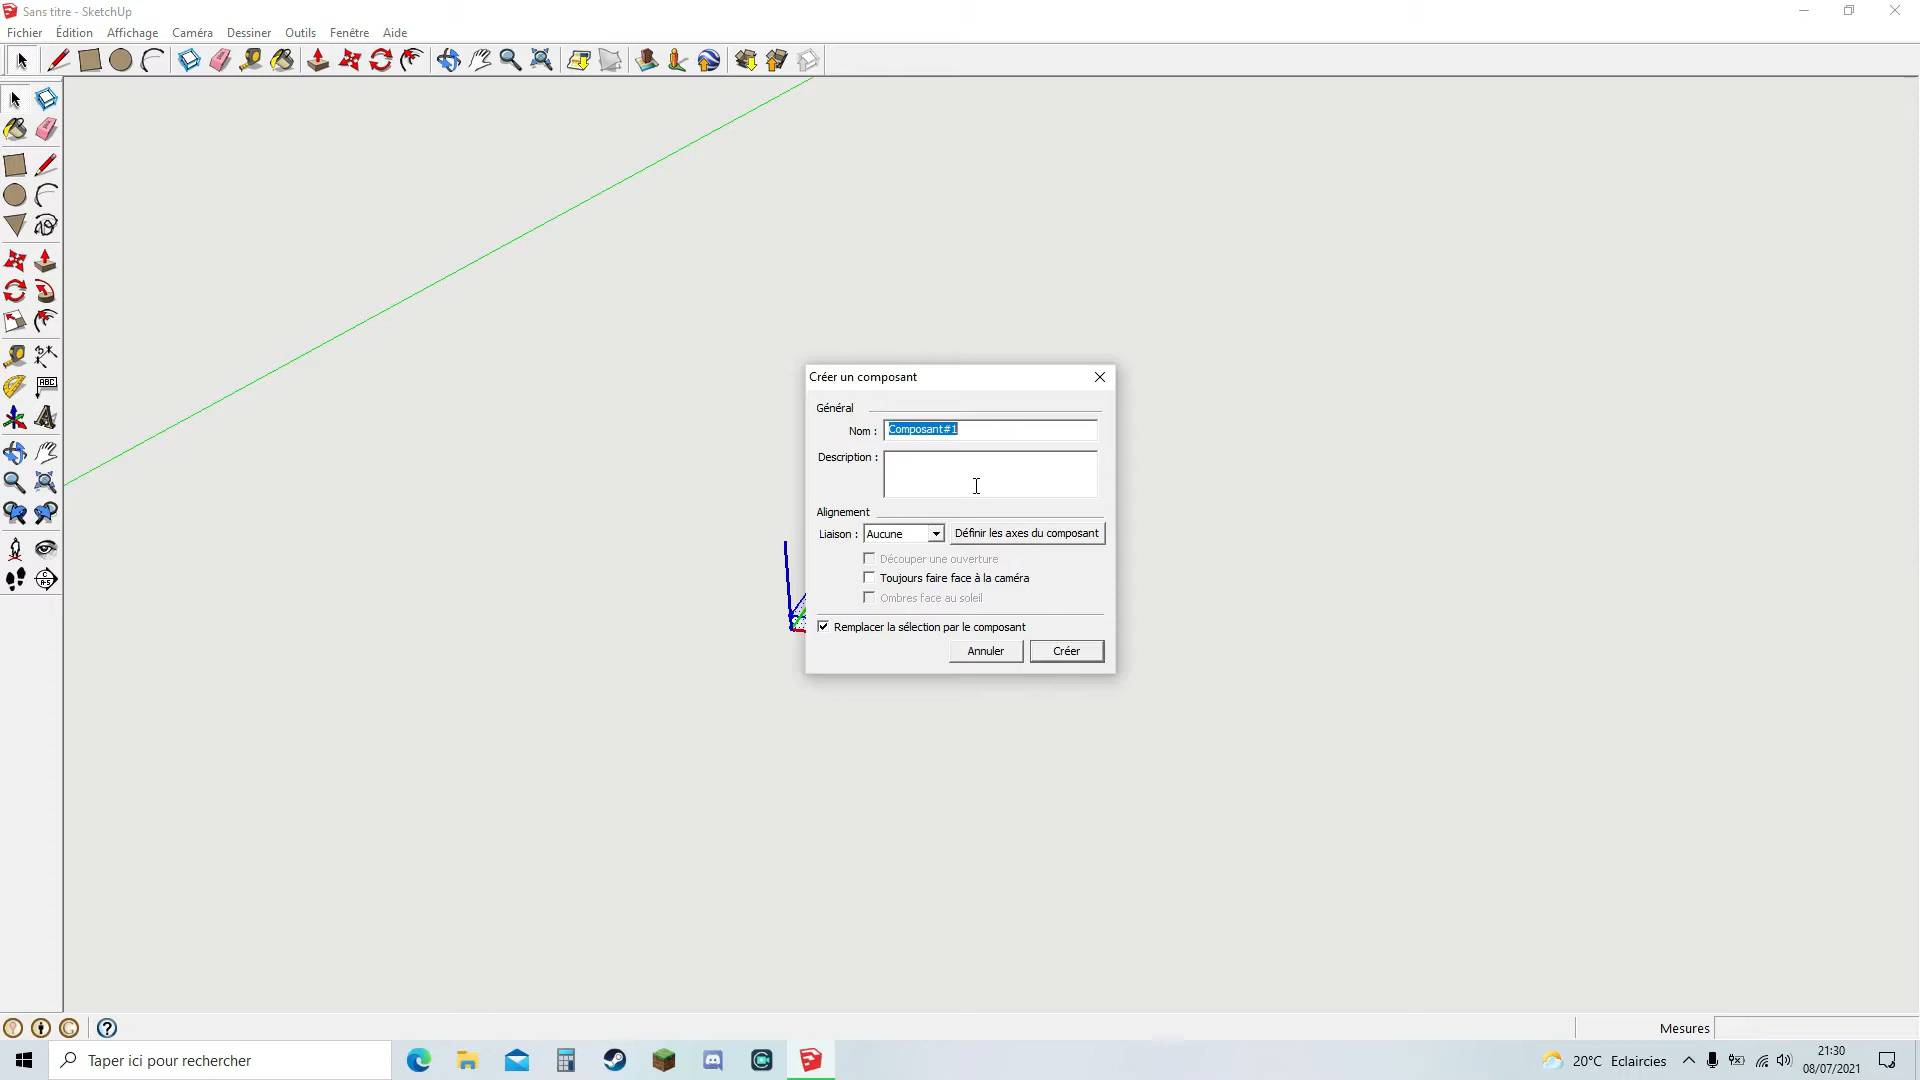 Sans titre - SketchUp
Fichier Édition Affichage Caméra Dessiner Outils Fenêtre Aide
ABC
Créer un composant
Général
Nom : Composant#1
Description :
Alignement
Liaison : Aucune Définir les axes du composant
Découper une ouverture
Toujours faire face à la caméra
Ombres face au soleil
Remplacer la sélection par le composant
Annuler Créer
Mesures
Taper ici pour rechercher
20°C Eclaircies
21:30
08/07/2021